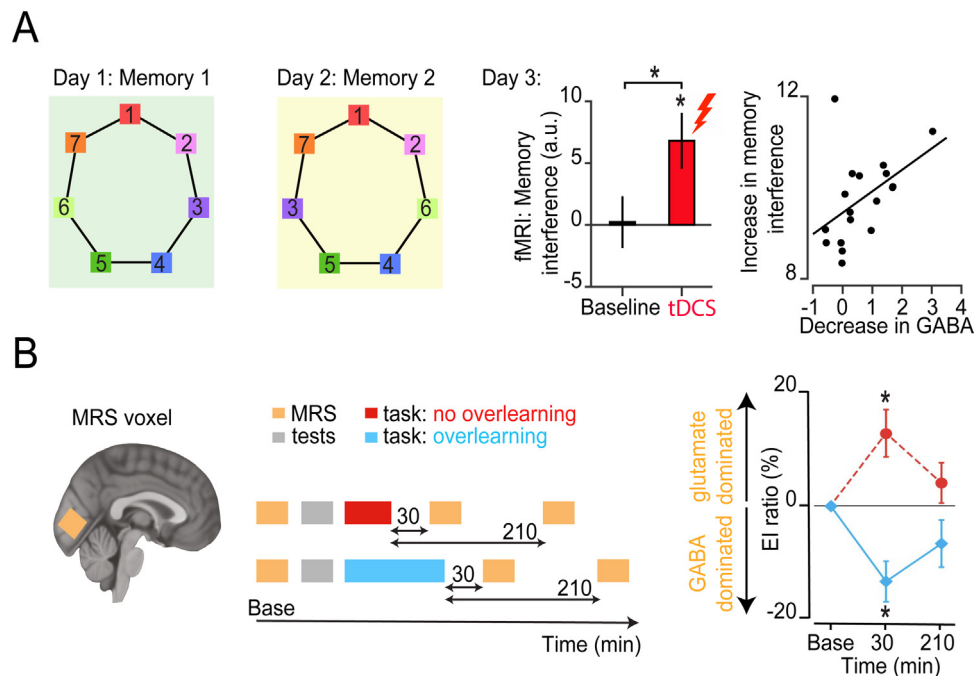 A
Day 1: Memory 1
1
7
2
6
3
5
4
Day 2: Memory 2
1
7
2
3
6
5
4
Day 3:
fMRI: Memory
interference (a.u.)
10
5
0
-5
*
*
Baseline
tDCS
Increase in memory
interference
12
8
-1 0 1 2 3 4
Decrease in GABA
B
MRS voxel
MRS
tests
task: no overlearning
task: overlearning
30
210
30
210
Base
Time (min)
glutamate
dominated
GABA
dominated
EI ratio (%)
20
0
-20
*
*
Base 30 210
Time (min)